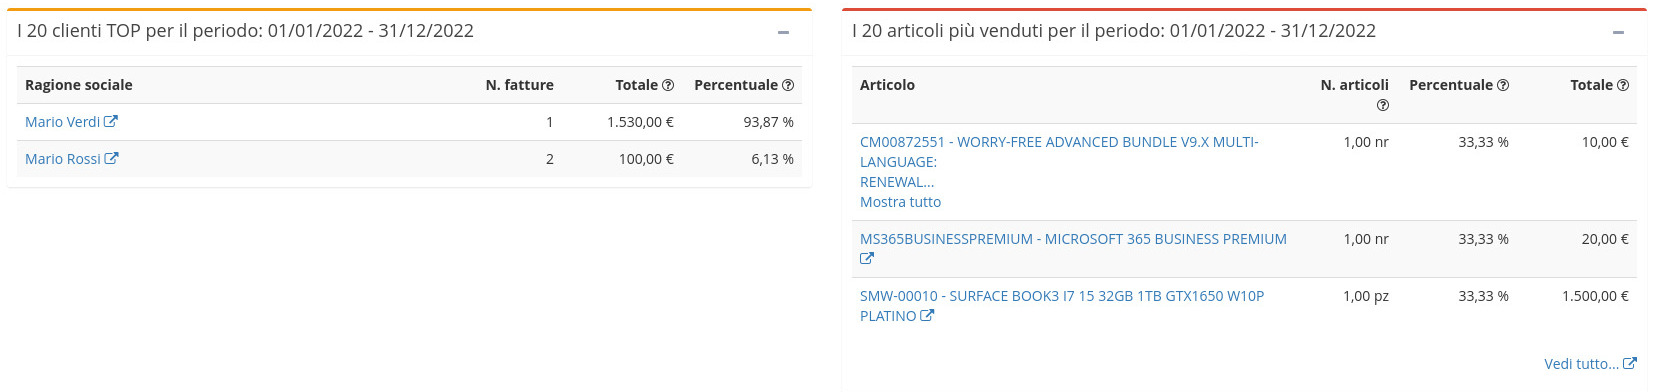 I 20 clienti TOP per il periodo: 01/01/2022 - 31/12/2022
Ragione sociale N. fatture Totale Percentuale
Mario Verdi 1 1.530,00 € 93,87 %
Mario Rossi 2 100,00 € 6,13 %
I 20 articoli più venduti per il periodo: 01/01/2022 - 31/12/2022
Articolo N. articoli Percentuale Totale
CM00872551 - WORRY-FREE ADVANCED BUNDLE V9.X MULTI- 1,00 nr 33,33 % 10,00 €
LANGUAGE:
RENEWAL...
Mostra tutto
MS365BUSINESSPREMIUM - MICROSOFT 365 BUSINESS PREMIUM 1,00 nr 33,33 % 20,00 €
SMW-00010 - SURFACE BOOK3 I7 15 32GB 1TB GTX1650 W10P 1,00 pz 33,33 % 1.500,00 €
PLATINO
Vedi tutto...